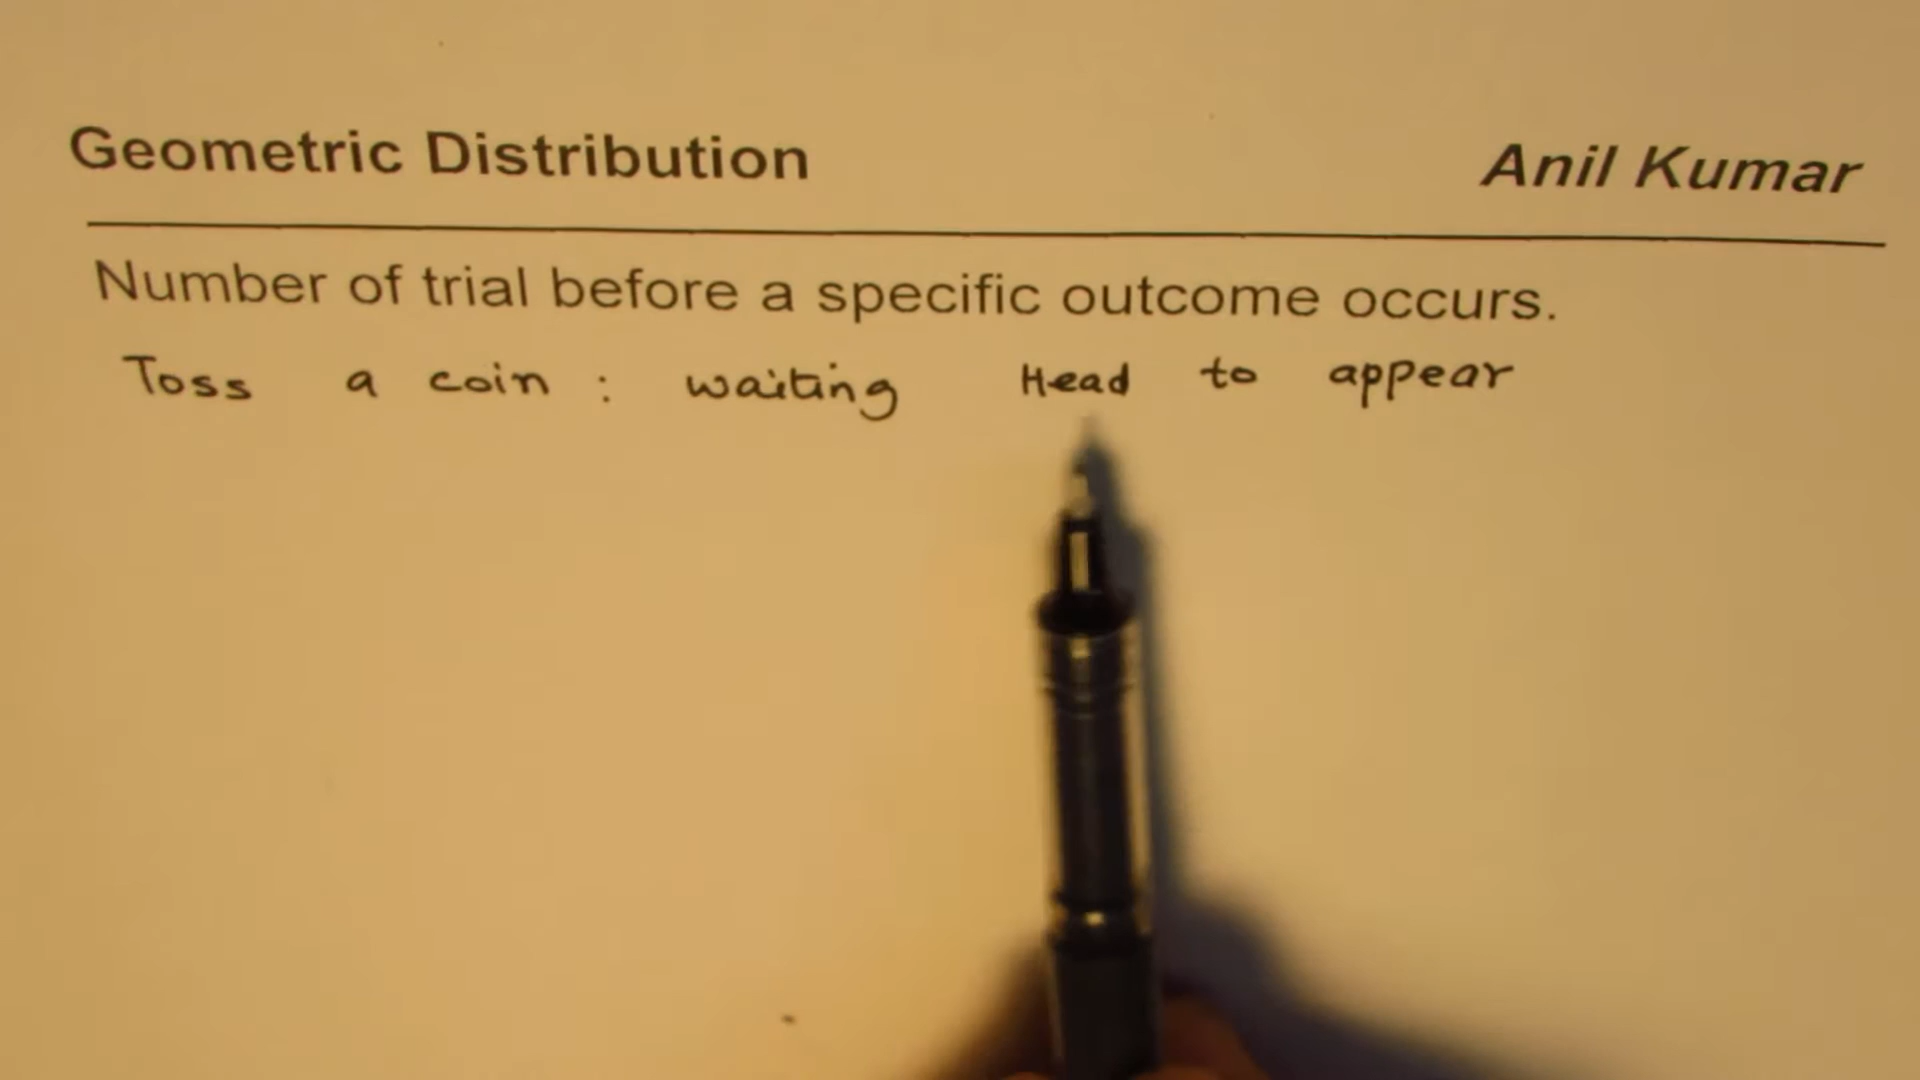 Geometric Distribution Anil Kumar
Number of trial before a specific outcome occurs.
Toss a coin : waiting Head to appear